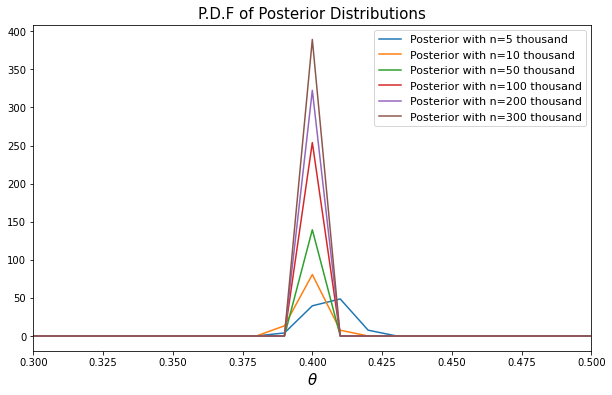 P.D.F of Posterior Distributions
400
350
300
250
200
150
100
50
0
Posterior with n=5 thousand
Posterior with n=10 thousand
Posterior with n=50 thousand
Posterior with n=100 thousand
Posterior with n=200 thousand
Posterior with n=300 thousand
0.300 0.325 0.350 0.375 0.400 0.425 0.450 0.475 0.500
θ